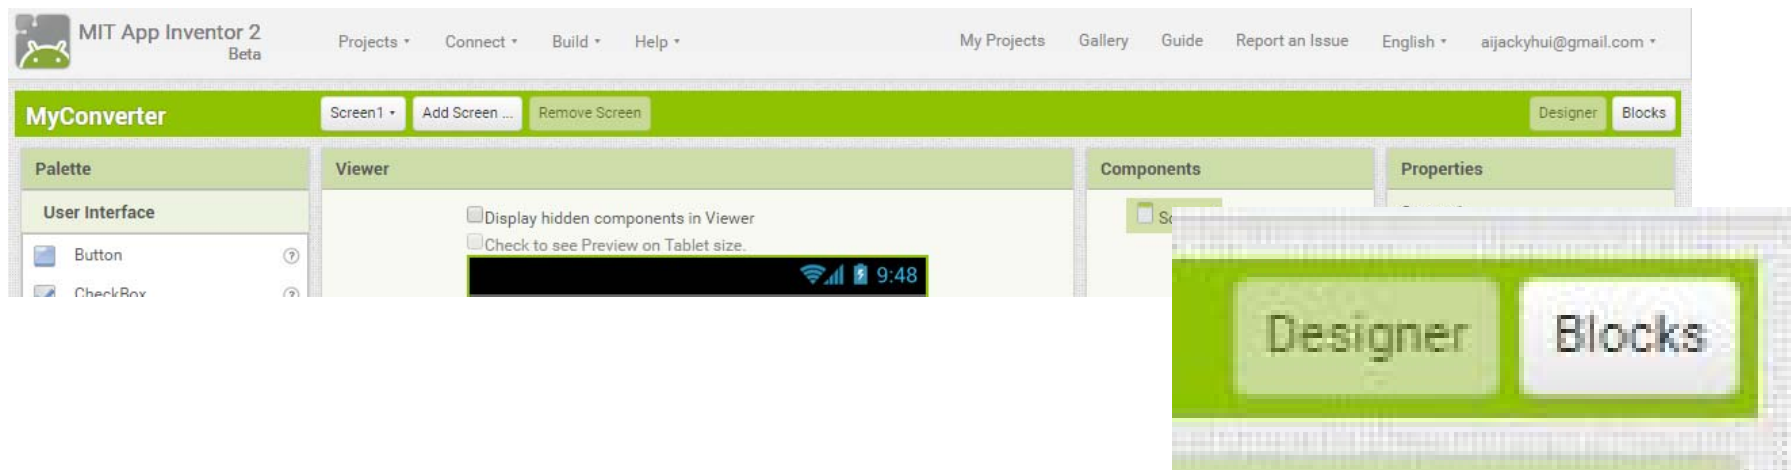 MIT App Inventor 2
Beta
Projects Connect Build Help My Projects Gallery Guide Report an Issue English aijackyhui@gmail.com
MyConverter Screen1 Add Screen ... Remove Screen Designer Blocks
Palette Viewer Components Properties
User Interface
Display hidden components in Viewer
Button ?
Check to see Preview on Tablet size.
9:48
CheckBox ?
Designer Blocks